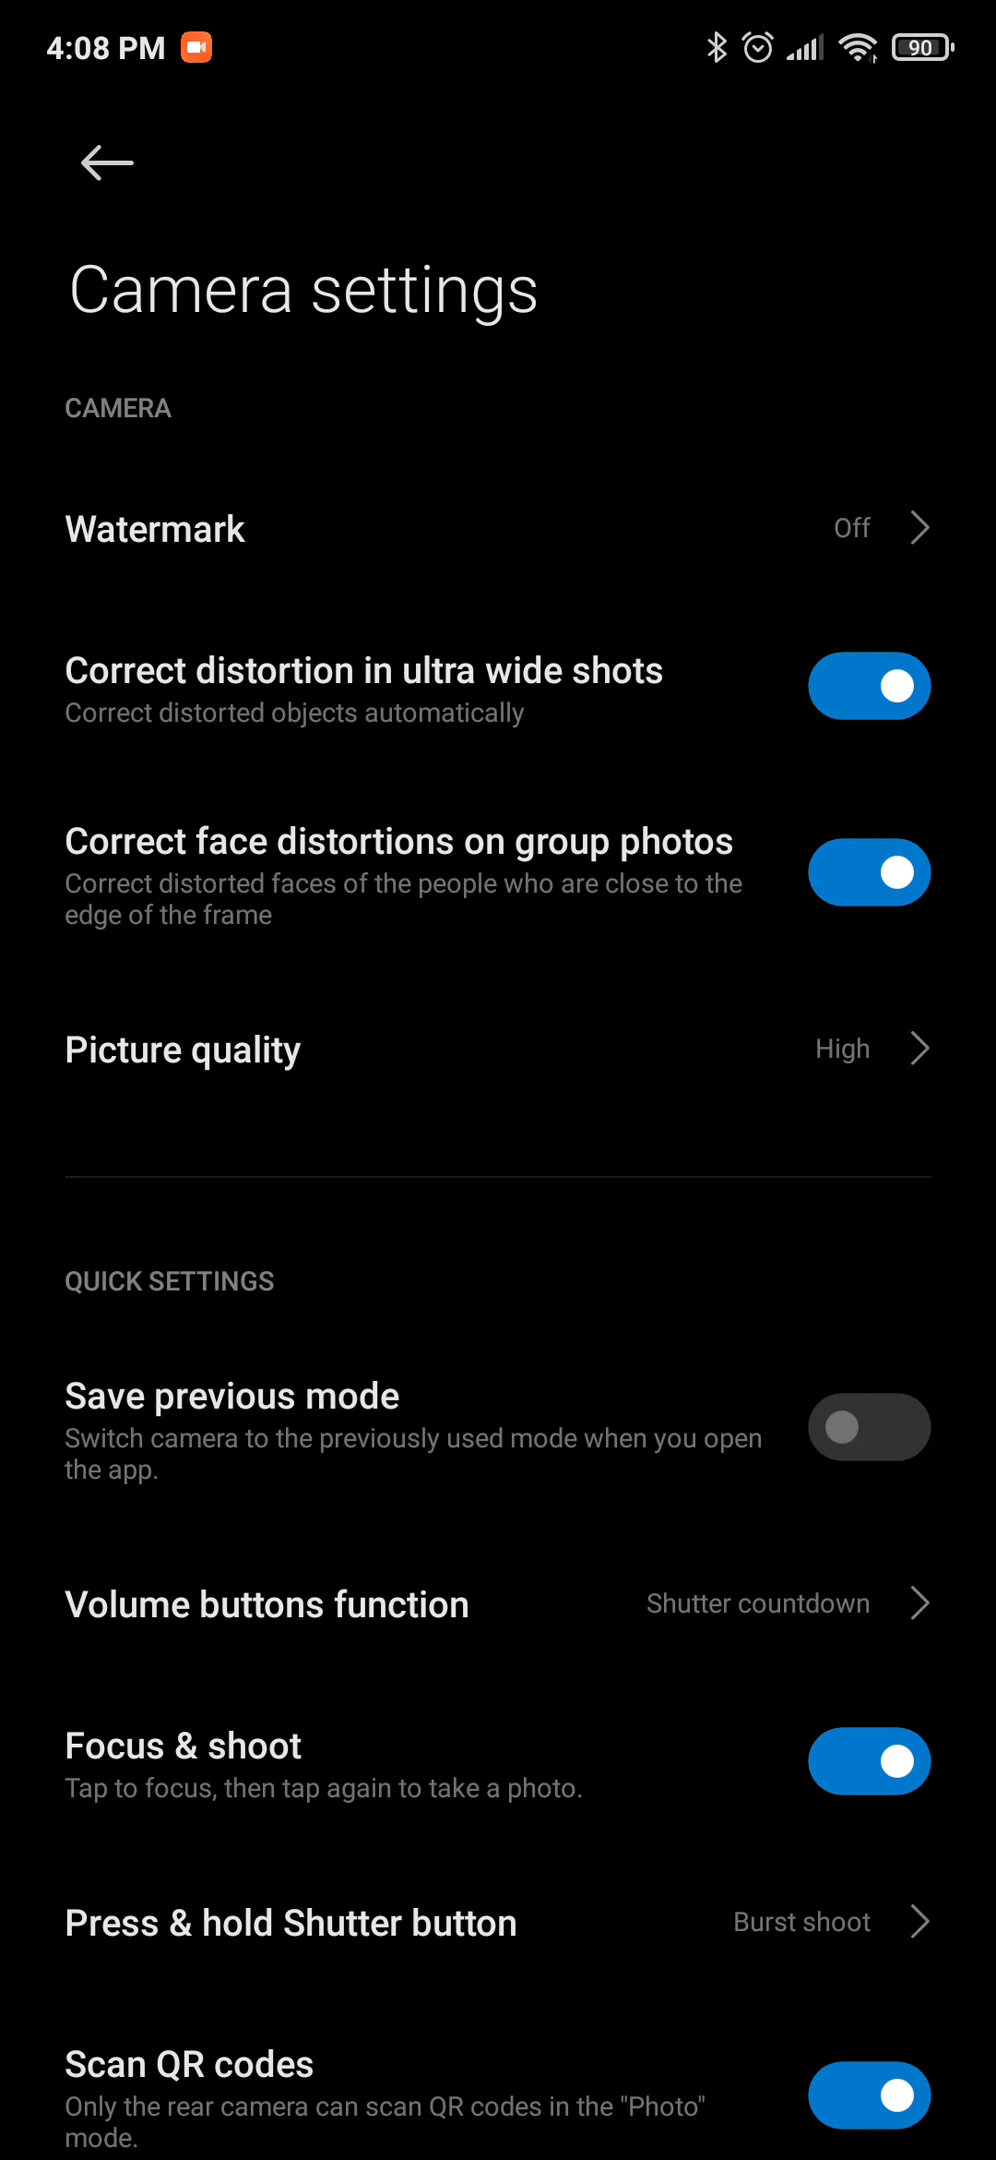 4:08 PM 90
Camera settings
CAMERA
Watermark Off
Correct distortion in ultra wide shots
Correct distorted objects automatically
Correct face distortions on group photos
Correct distorted faces of the people who are close to the
edge of the frame
Picture quality High
QUICK SETTINGS
Save previous mode
Switch camera to the previously used mode when you open
the app.
Volume buttons function Shutter countdown
Focus & shoot
Tap to focus, then tap again to take a photo.
Press & hold Shutter button Burst shoot
Scan QR codes
Only the rear camera can scan QR codes in the "Photo"
mode.